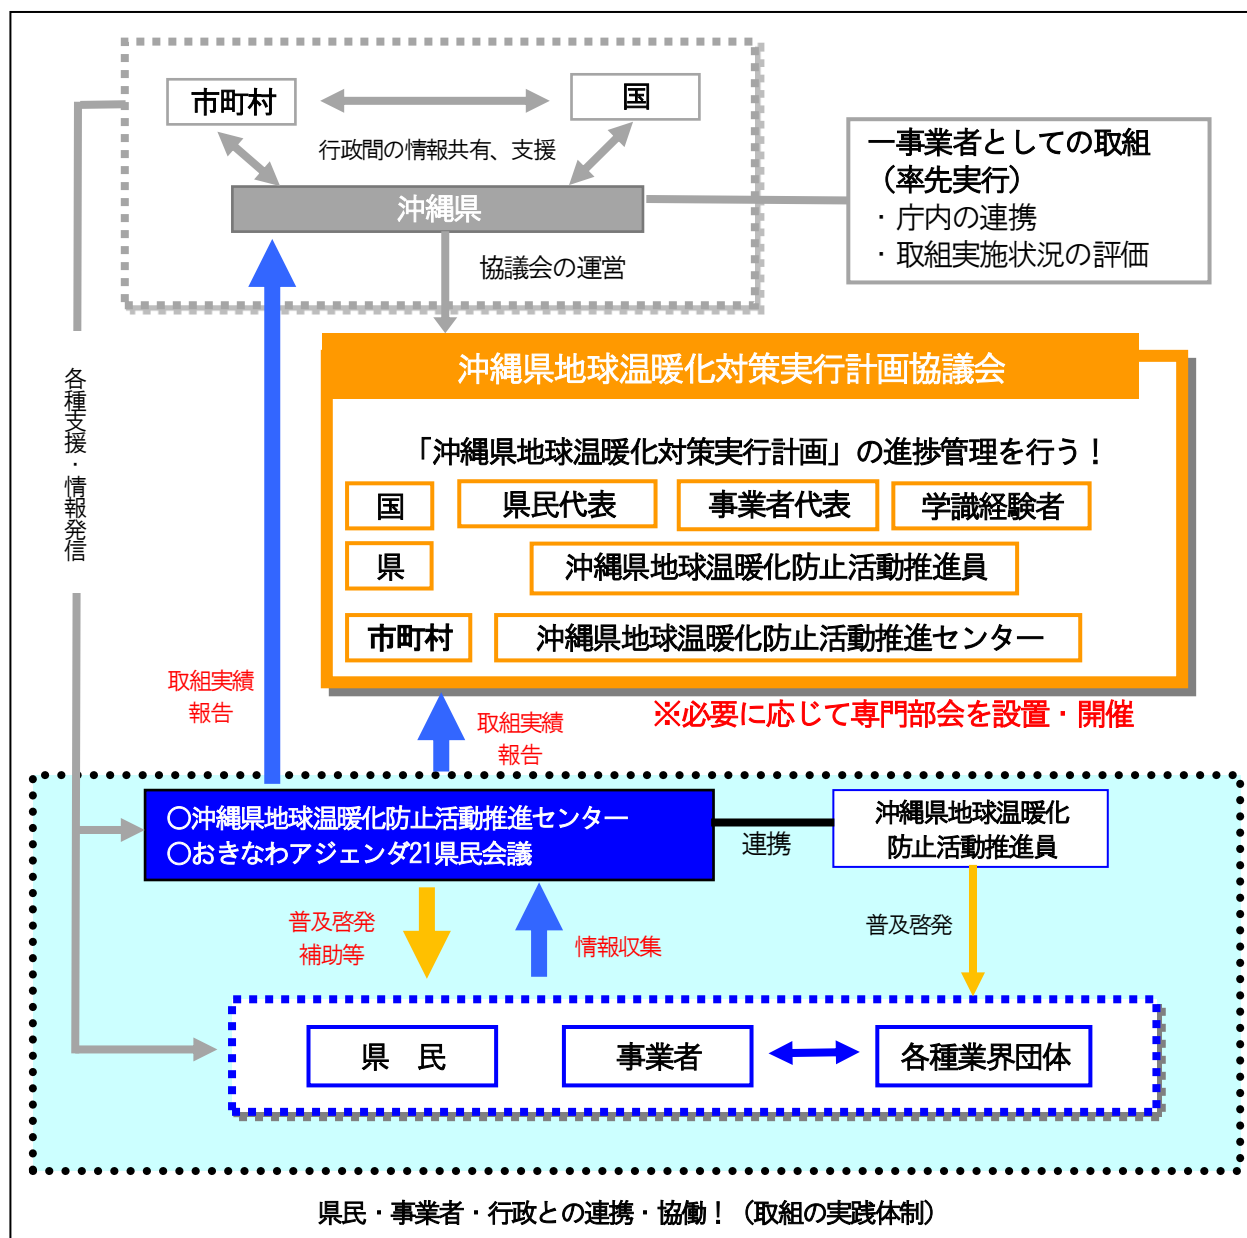 市町村
国
行政間の情報共有、支援
沖縄県
協議会の運営
一事業者としての取組
（率先実行）
・庁内の連携
・取組実施状況の評価
各種支援・情報発信
沖縄県地球温暖化対策実行計画協議会
「沖縄県地球温暖化対策実行計画」の進捗管理を行う！
国
県民代表
事業者代表
学識経験者
県
沖縄県地球温暖化防止活動推進員
市町村
沖縄県地球温暖化防止活動推進センター
※必要に応じて専門部会を設置・開催
取組実績
報告
取組実績
報告
○沖縄県地球温暖化防止活動推進センター
○おきなわアジェンダ21県民会議
連携
沖縄県地球温暖化
防止活動推進員
普及啓発
補助等
情報収集
普及啓発
県　民
事業者
各種業界団体
県民・事業者・行政との連携・協働！（取組の実践体制）